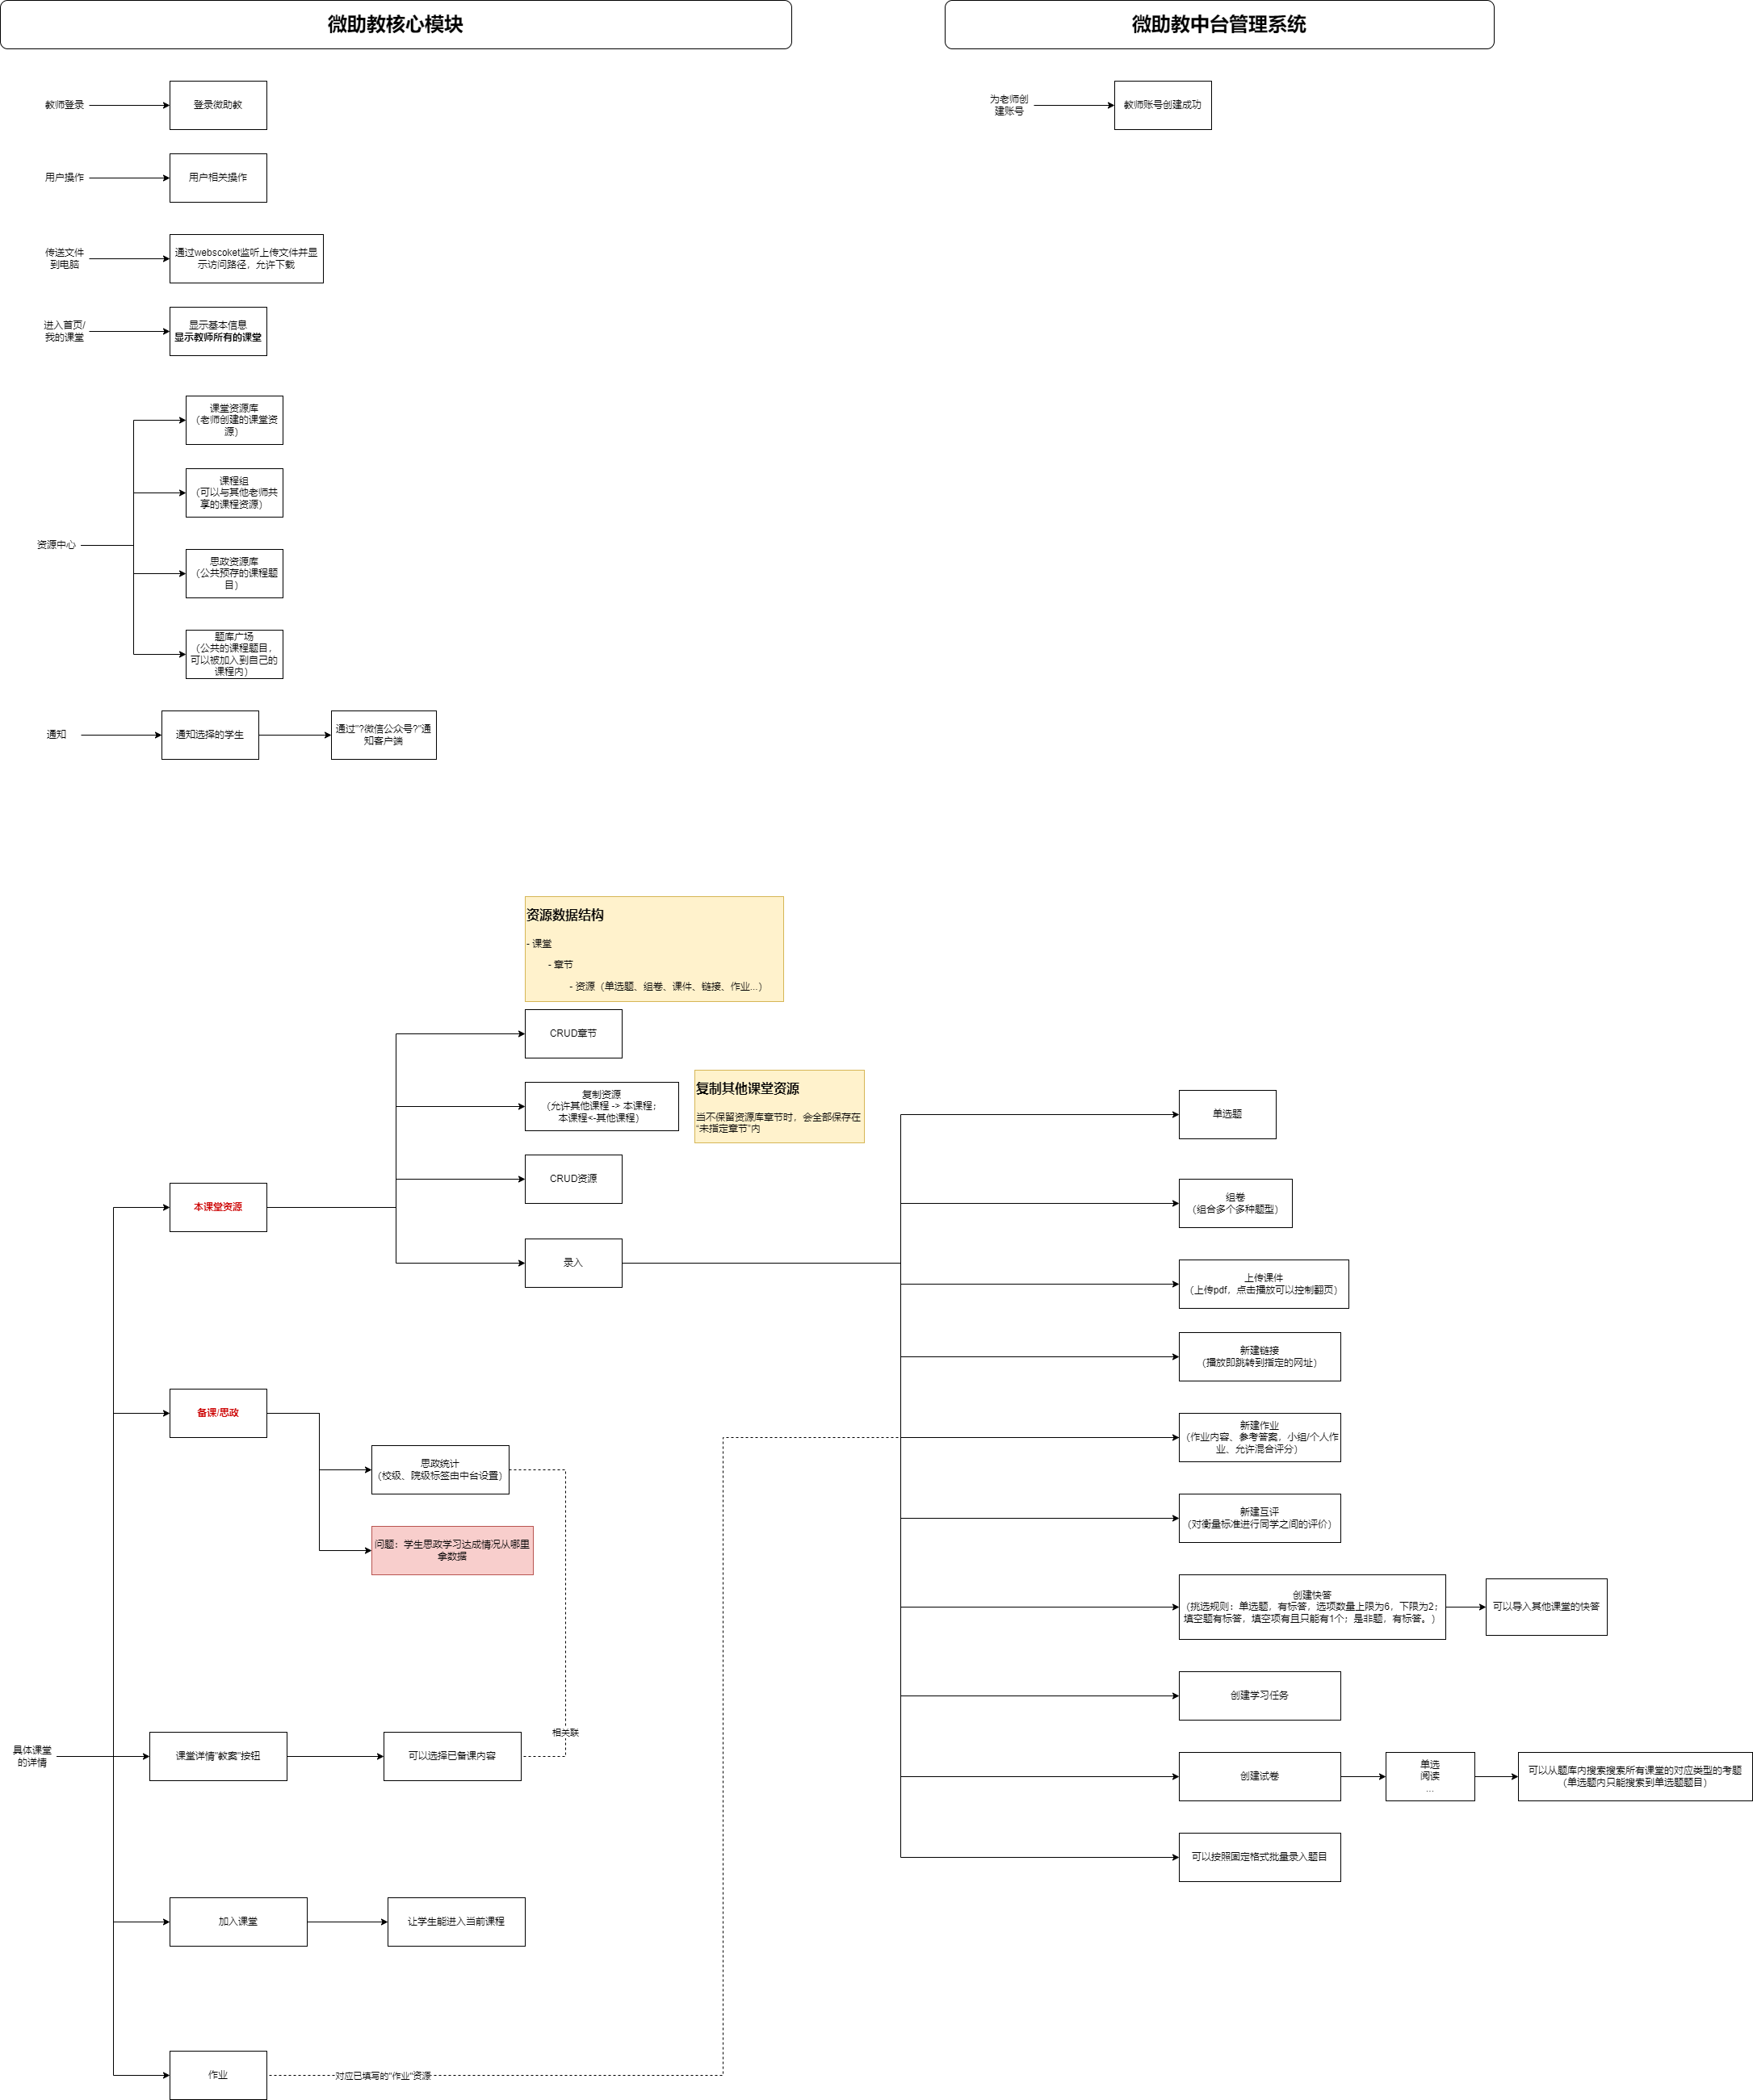 微助教核心模块
微助教中台管理系统
教师登录
登录微助教
为老师创
建账号
教师账号创建成功
用户操作
用户相关操作
传送文件
到电脑
通过webscoket监听上传文件并显
示访问路径，允许下载
进入首页/
我的课堂
显示基本信息
显示教师所有的课堂
资源中心
课堂资源库
（老师创建的课堂资
源）
课程组
（可以与其他老师共
享的课程资源）
思政资源库
（公共预存的课程题
目）
题库广场
（公共的课程题目，
可以被加入到自己的
课程内）
通知
通知选择的学生
通过"?微信公众号?"通
知客户端
资源数据结构
- 课堂
- 章节
- 资源（单选题、组卷、课件、链接、作业...）
CRUD章节
复制资源
（允许其他课程 -> 本课程；
本课程<-其他课程）
复制其他课堂资源
当不保留资源库章节时，会全部保存在
“未指定章节”内
CRUD资源
本课堂资源
录入
单选题
组卷
（组合多个多种题型）
上传课件
（上传pdf，点击播放可以控制翻页）
新建链接
（播放即跳转到指定的网址）
新建作业
（作业内容、参考答案，小组/个人作
业、允许混合评分）
新建互评
（对衡量标准进行同学之间的评价）
创建快答
（挑选规则：单选题，有标答，选项数量上限为6，下限为2；
填空题有标答，填空项有且只能有1个；是非题，有标答。）
可以导入其他课堂的快答
创建学习任务
创建试卷
单选
阅读
...
可以从题库内搜索搜索所有课堂的对应类型的考题
（单选题内只能搜索到单选题题目）
可以按照固定格式批量录入题目
备课/思政
思政统计
（校级、院级标签由中台设置）
问题：学生思政学习达成情况从哪里
拿数据
具体课堂
的详情
课堂详情"教案"按钮
可以选择已备课内容
相关联
加入课堂
让学生能进入当前课程
作业
对应已填写的"作业"资源